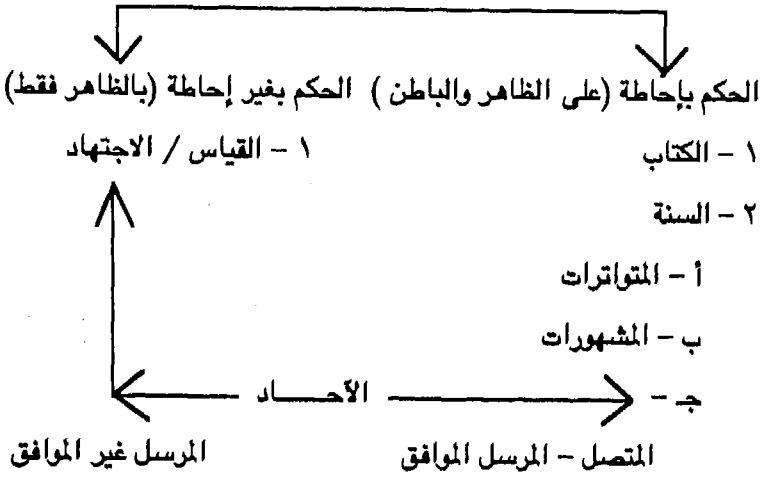 الحكم بإحاطة (على الظاهر والباطن ) الحكم بغير إحاطة (بالظاهر فقط)
١ - الكتاب ١ - القياس / الاجتهاد
٢ - السنة
أ - المتواترات
ب - المشهورات
جـ - الآحـــاد
المتصل - المرسل الموافق المرسل غير الموافق